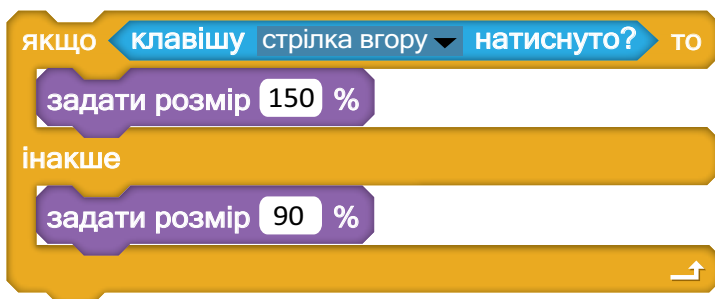 якщо клавішу стрілка вгору натиснуто? то
задати розмір 150 %
інакше
задати розмір 90 %